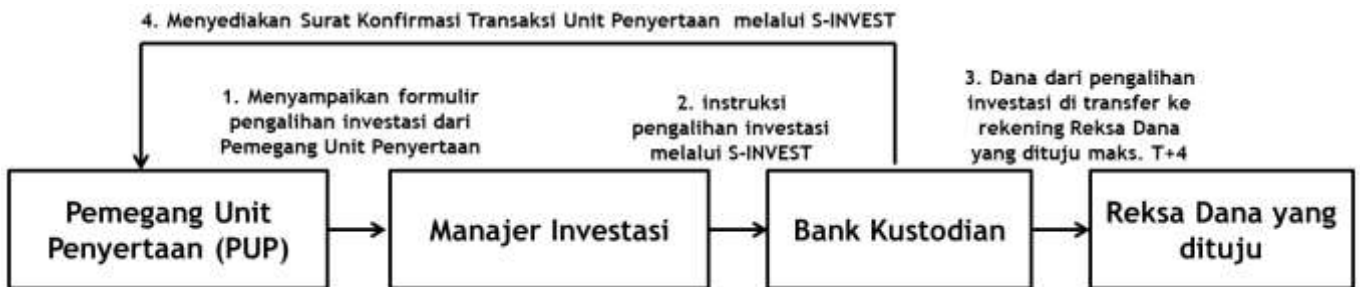 4. Menyediakan Surat Konfirmasi Transaksi Unit Penyertaan melalui S-INVEST
1. Menyampaikan formulir
pengalihan investasi dari
Pemegang Unit Penyertaan
2. instruksi
pengalihan investasi
melalui S-INVEST
3. Dana dari pengalihan
investasi di transfer ke
rekening Reksa Dana
yang dituju maks. T+4
Pemegang Unit
Penyertaan (PUP)
Manajer Investasi
Bank Kustodian
Reksa Dana yang
dituju